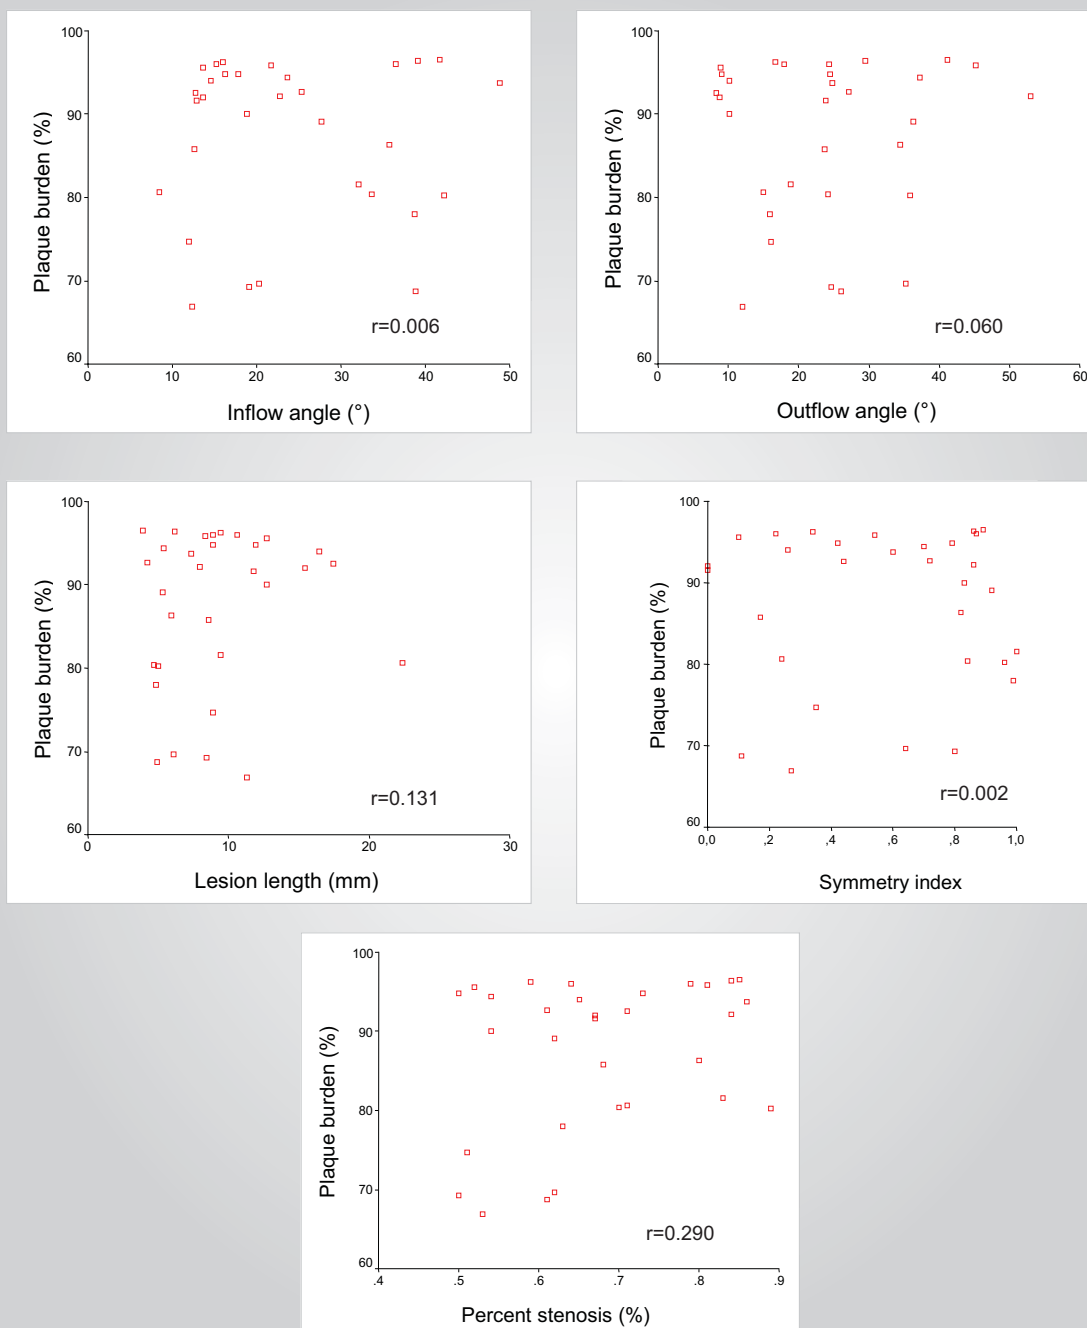 100
90
80
70
60
Plaque burden (%)
r=0.006
0 10 20 30 40 50
Inflow angle (°)
100
90
80
70
60
Plaque burden (%)
r=0.060
0 10 20 30 40 50 60
Outflow angle (°)
100
90
80
70
60
Plaque burden (%)
r=0.131
0 10 20 30
Lesion length (mm)
100
90
80
70
60
Plaque burden (%)
r=0.002
0,0 ,2 ,4 ,6 ,8 1,0
Symmetry index
100
90
80
70
60
Plaque burden (%)
r=0.290
.4 .5 .6 .7 .8 .9
Percent stenosis (%)